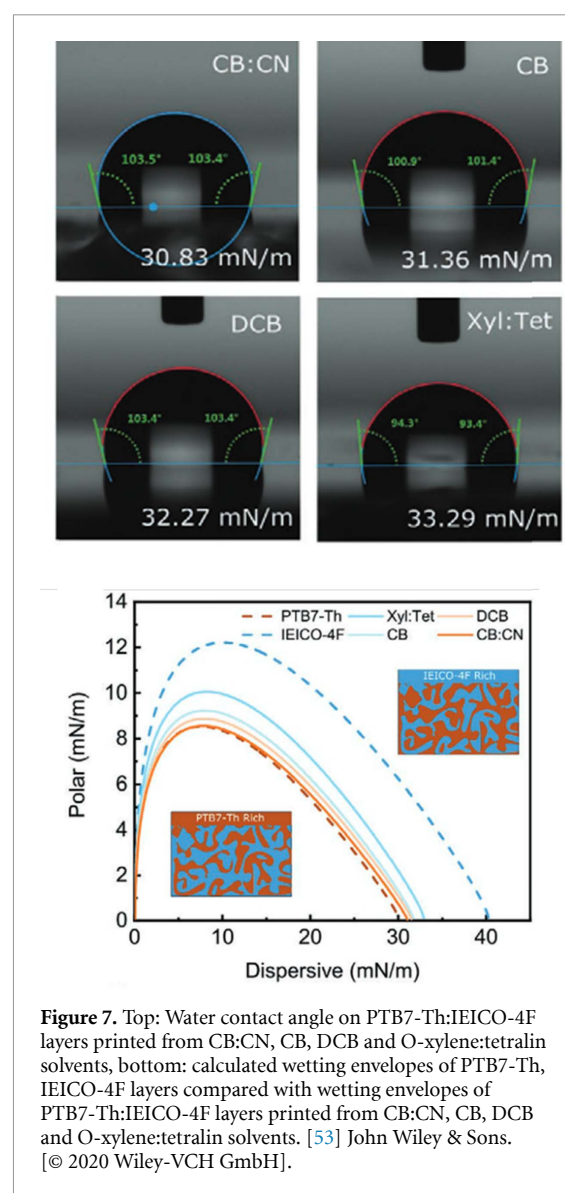 CB:CN
103.5°
103.4°
30.83 mN/m
CB
100.9°
101.4°
31.36 mN/m
DCB
103.4°
103.4°
32.27 mN/m
Xyl:Tet
94.3°
93.4°
33.29 mN/m
14
12
10
8
6
4
2
0
Polar (mN/m)
PTB7-Th
Xyl:Tet
DCB
IEICO-4F
CB
CB:CN
IEICO-4F Rich
PTB7-Th Rich
0
10
20
30
40
Dispersive (mN/m)
Figure 7. Top: Water contact angle on PTB7-Th:IEICO-4F
layers printed from CB:CN, CB, DCB and O-xylene:tetralin
solvents, bottom: calculated wetting envelopes of PTB7-Th,
IEICO-4F layers compared with wetting envelopes of
PTB7-Th:IEICO-4F layers printed from CB:CN, CB, DCB
and O-xylene:tetralin solvents. [53] John Wiley & Sons.
[© 2020 Wiley-VCH GmbH].